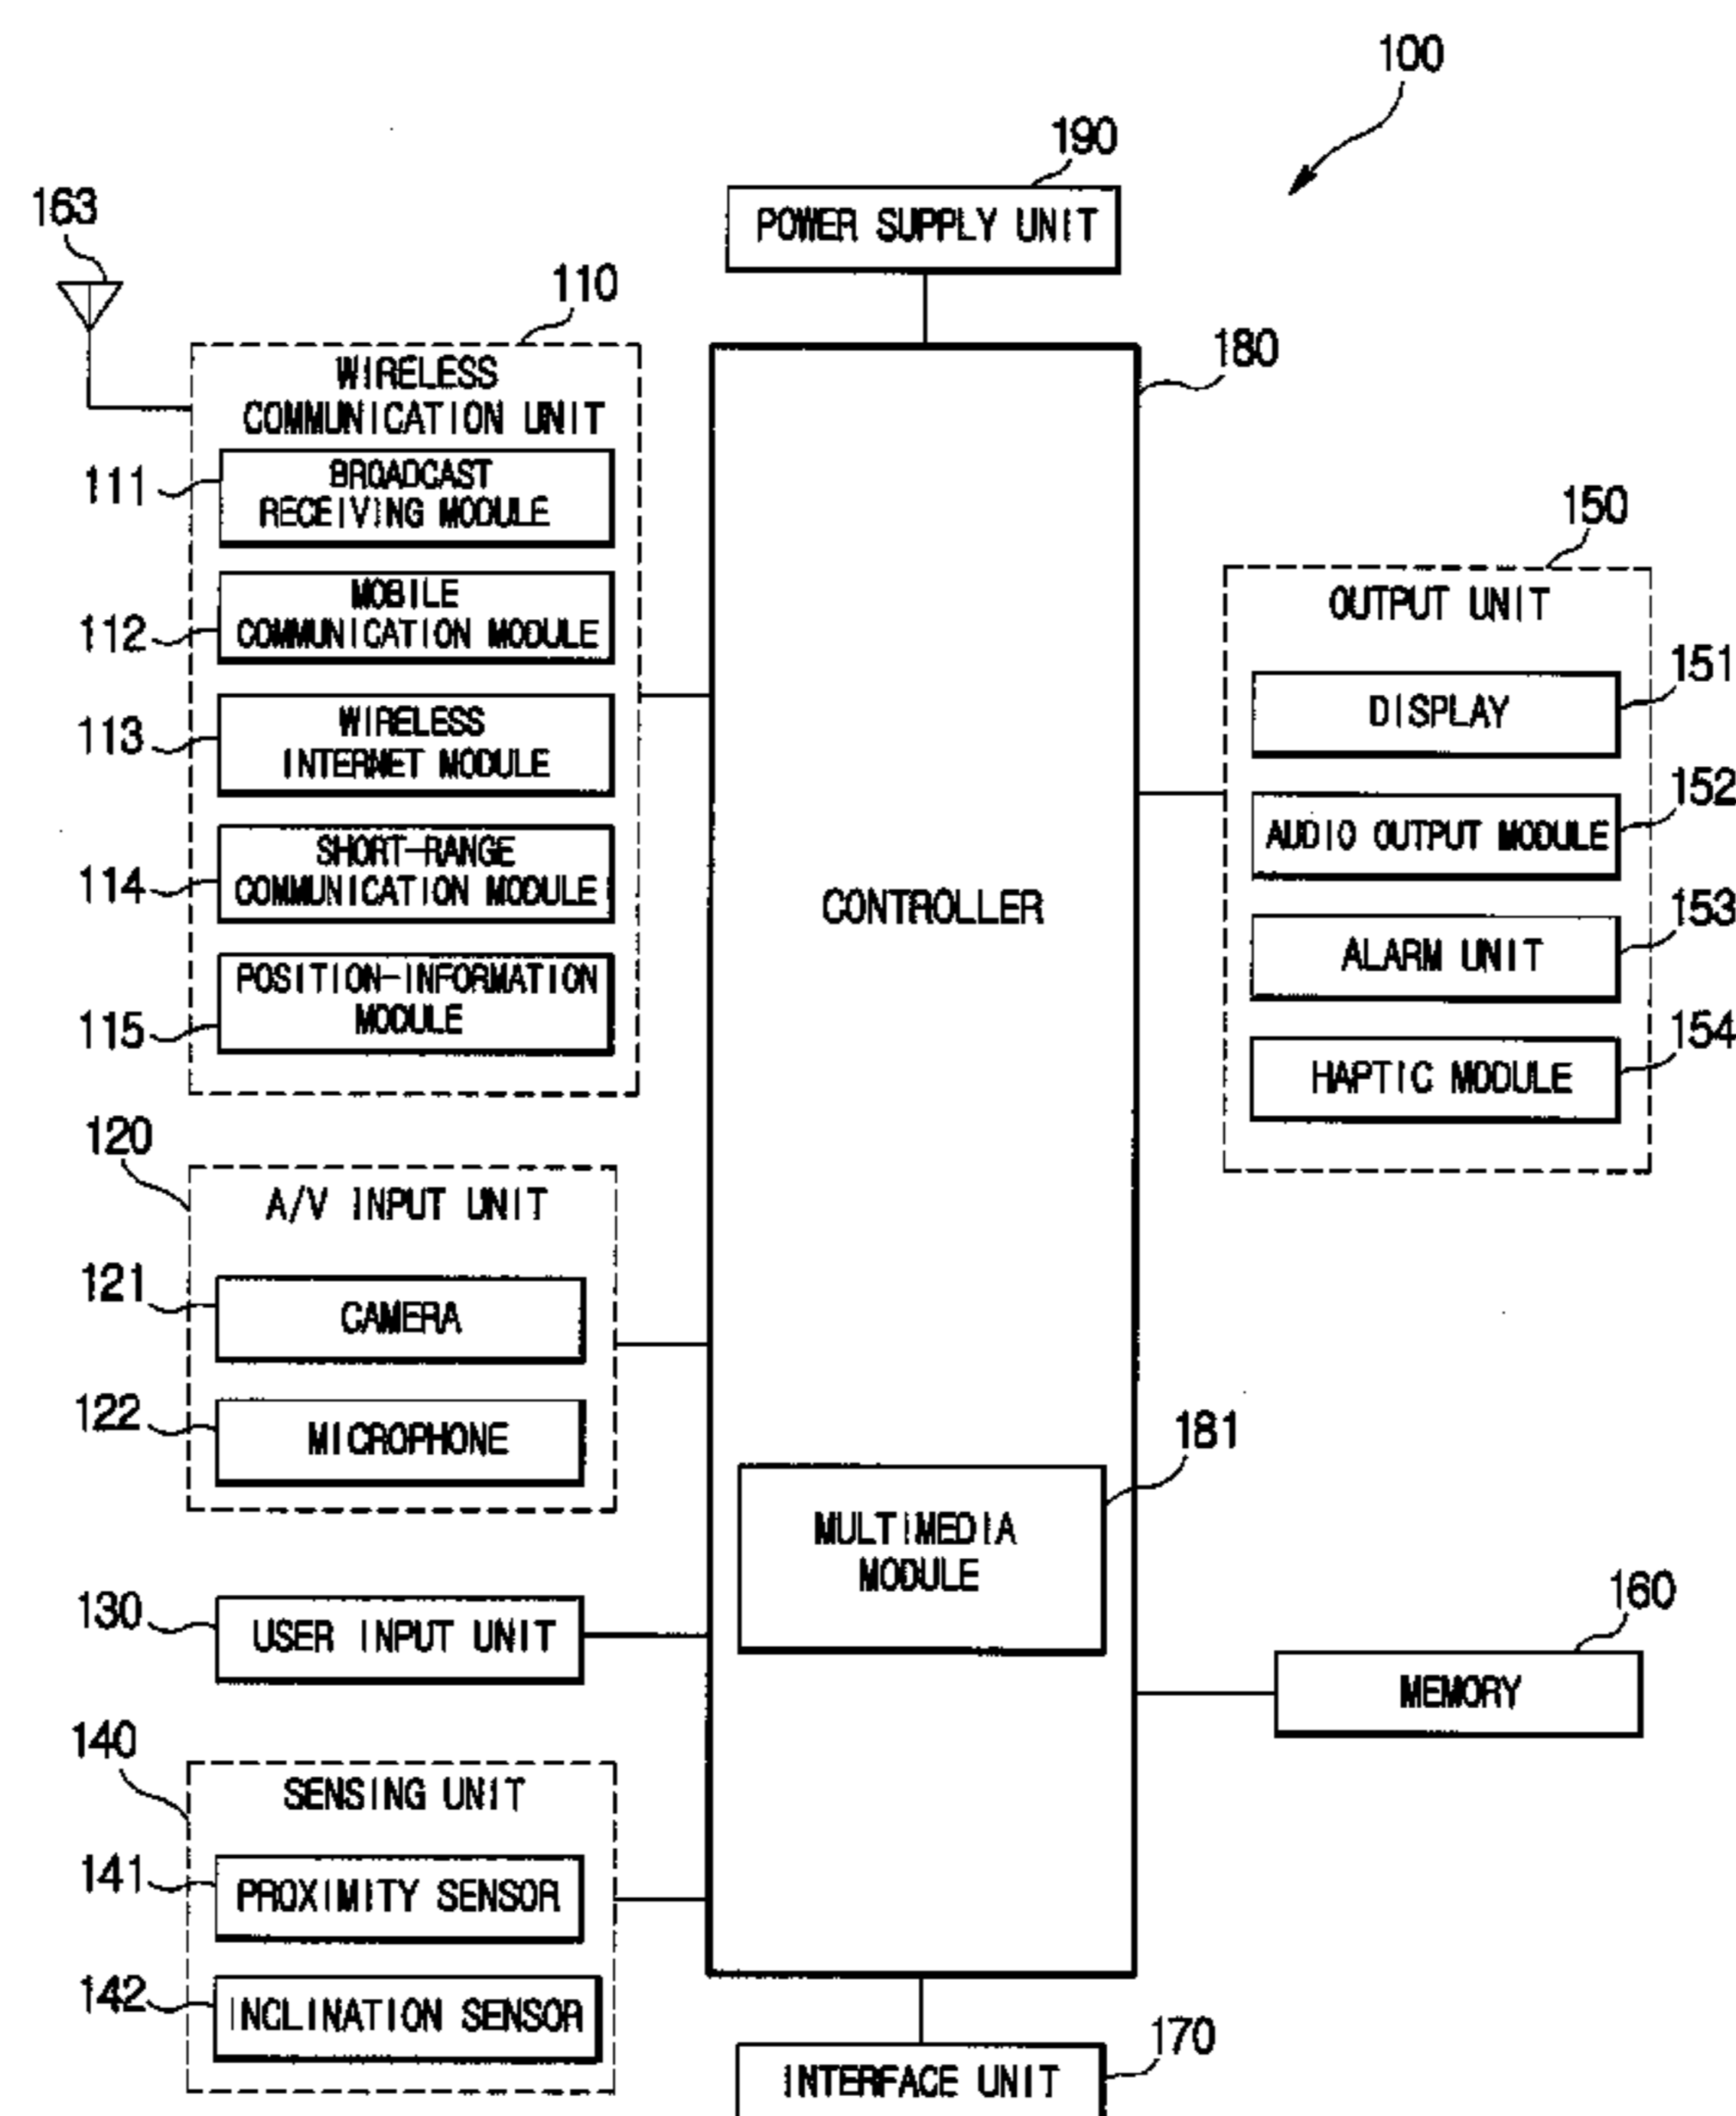 100
190
POWER SUPPLY UNIT
163
110
180
WIRELESS
COMMUNICATION UNIT
111
BROADCAST
RECEIVING MODULE
112
MOBILE
COMMUNICATION MODULE
113
WIRELESS
INTERNET MODULE
114
SHORT-RANGE
COMMUNICATION MODULE
115
POSITION-INFORMATION
MODULE
CONTROLLER
150
OUTPUT UNIT
151
DISPLAY
152
AUDIO OUTPUT MODULE
153
ALARM UNIT
154
HAPTIC MODULE
120
A/V INPUT UNIT
121
CAMERA
122
MICROPHONE
181
MULTIMEDIA
MODULE
130
USER INPUT UNIT
160
MEMORY
140
SENSING UNIT
141
PROXIMITY SENSOR
142
INCLINATION SENSOR
170
INTERFACE UNIT